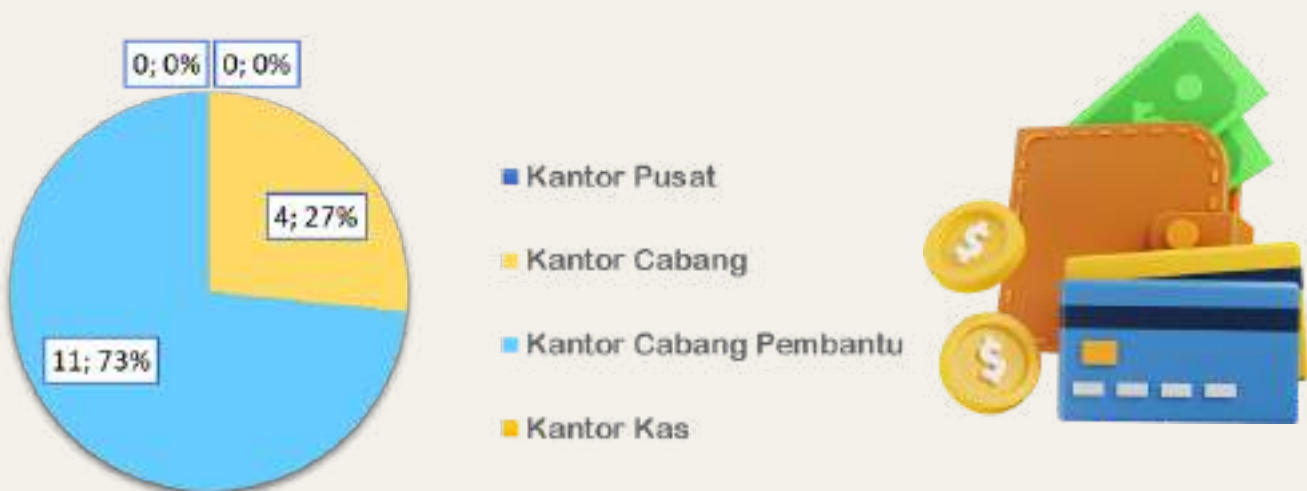 0; 0% 0; 0%
4; 27%
11; 73%
Kantor Pusat
Kantor Cabang
Kantor Cabang Pembantu
Kantor Kas
$
$